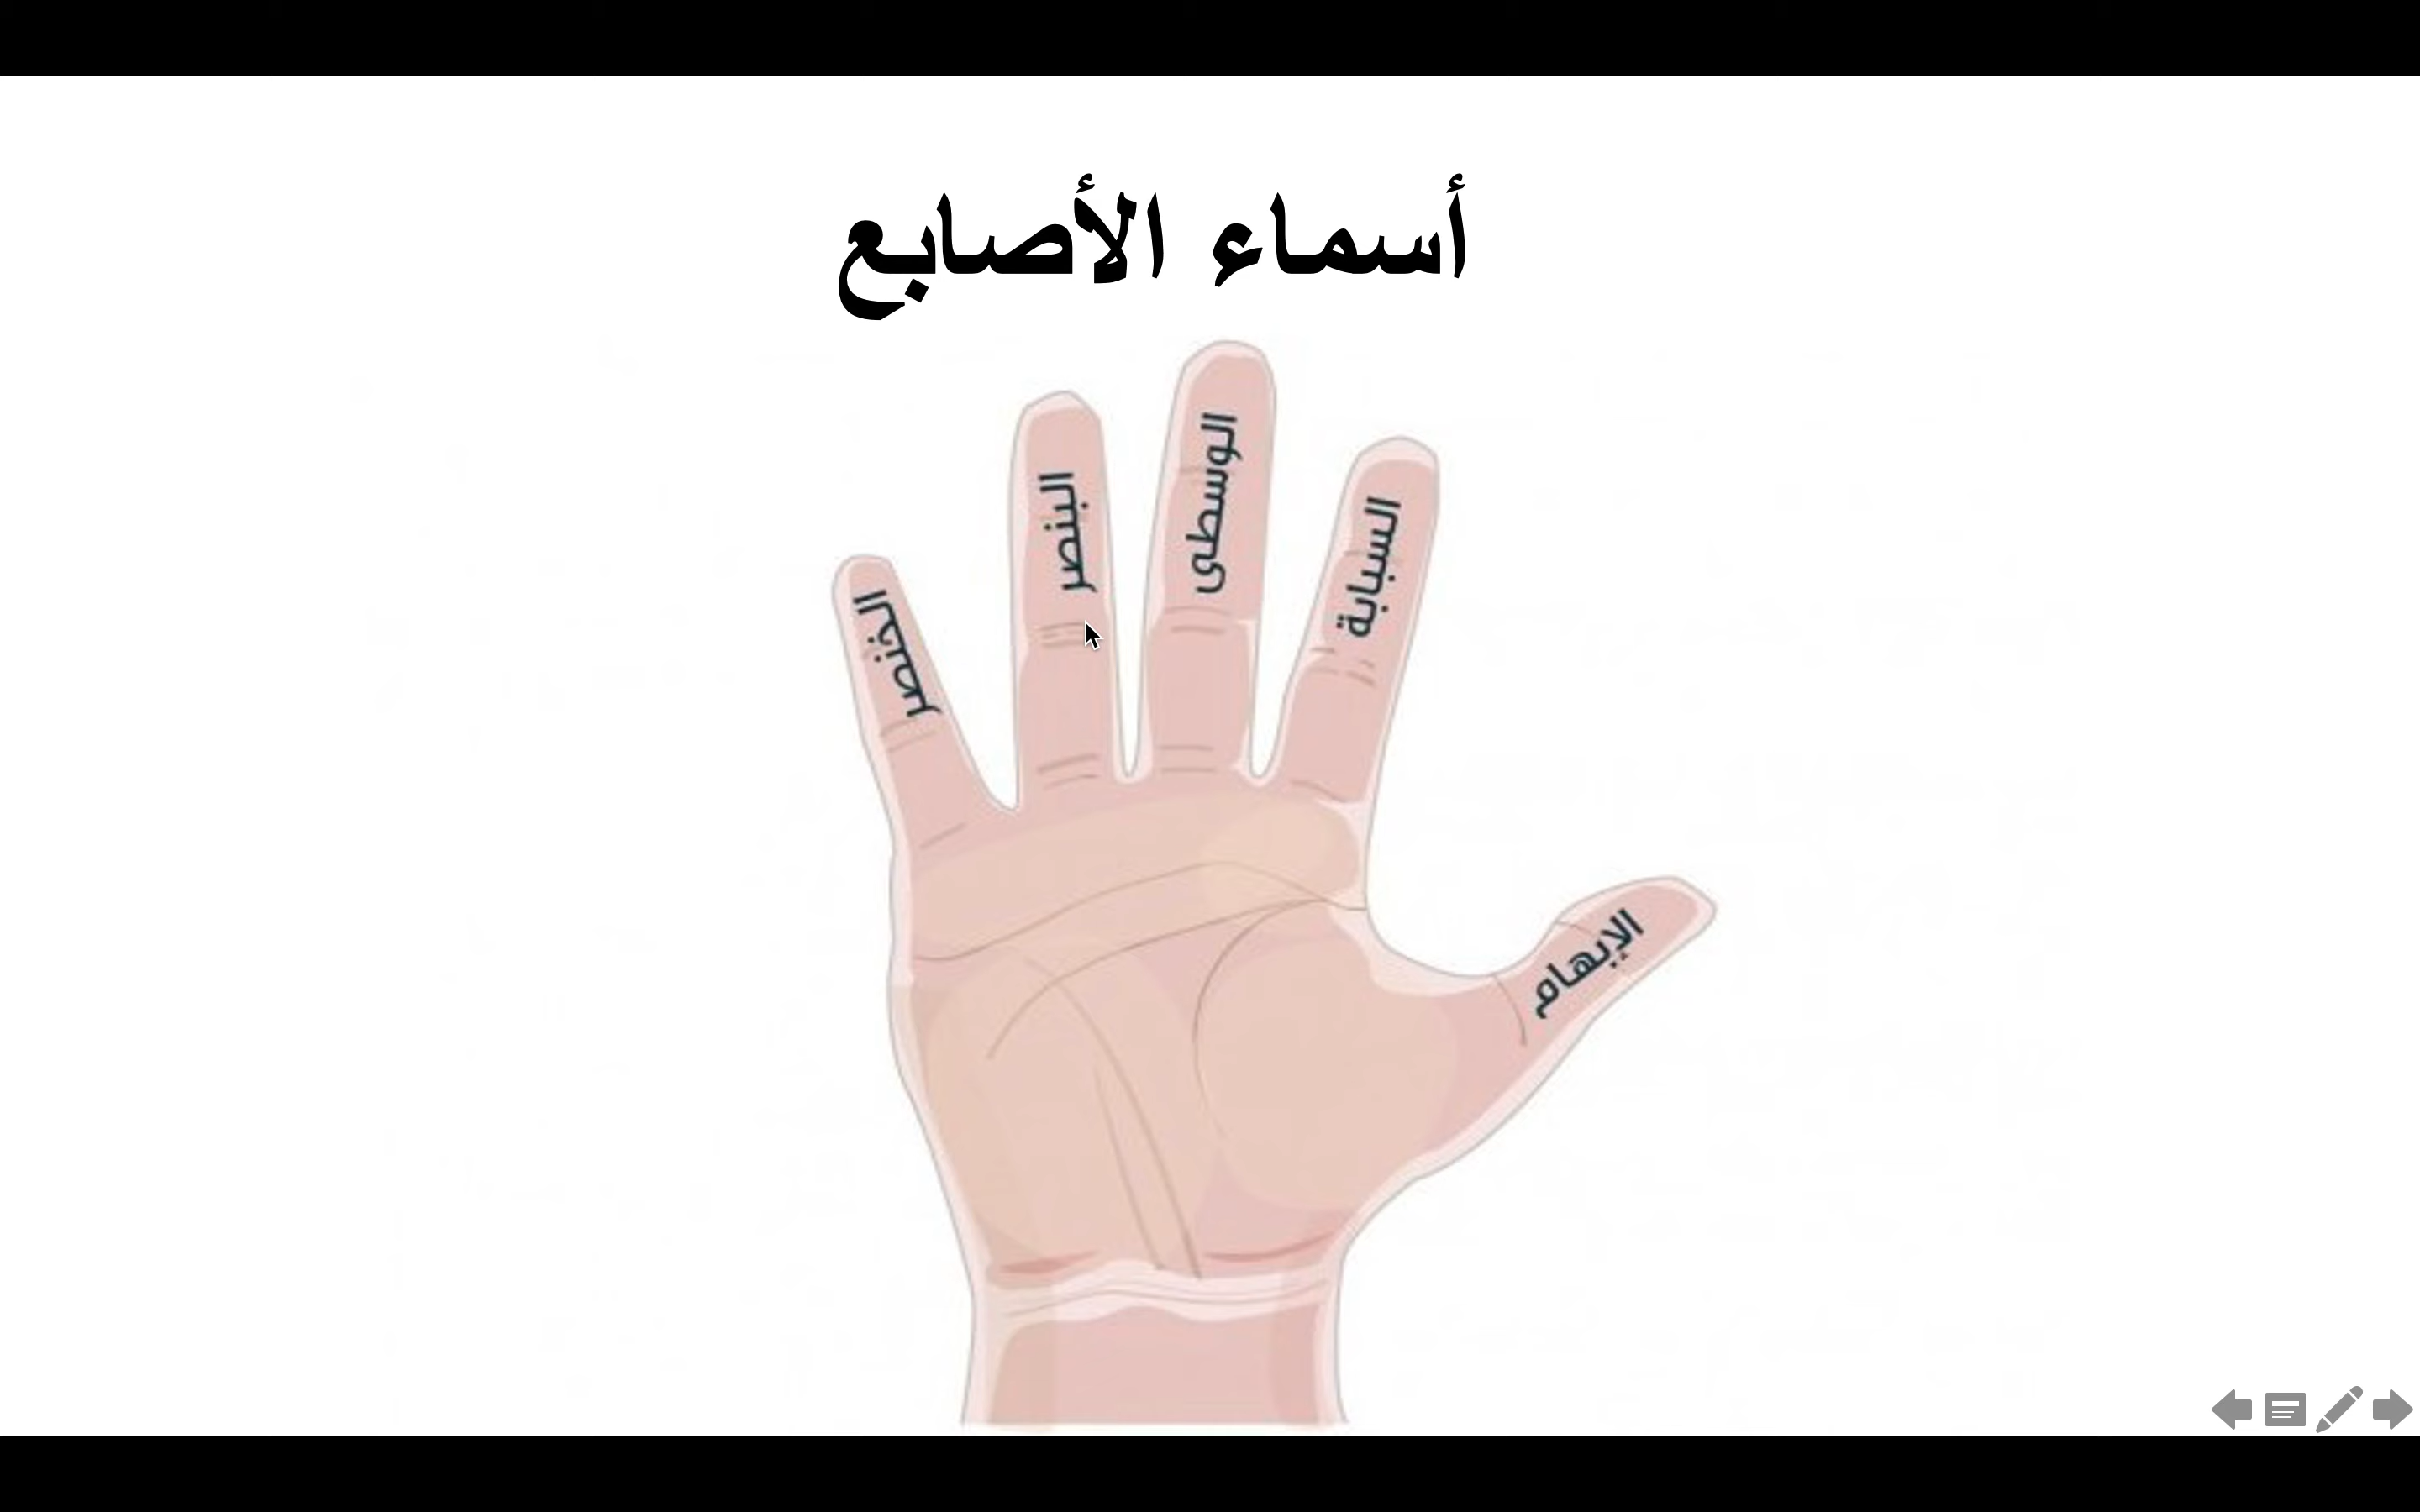 أسماء الأصابع
الوسطى
البنصر
السبابة
الخنصر
الإبهام